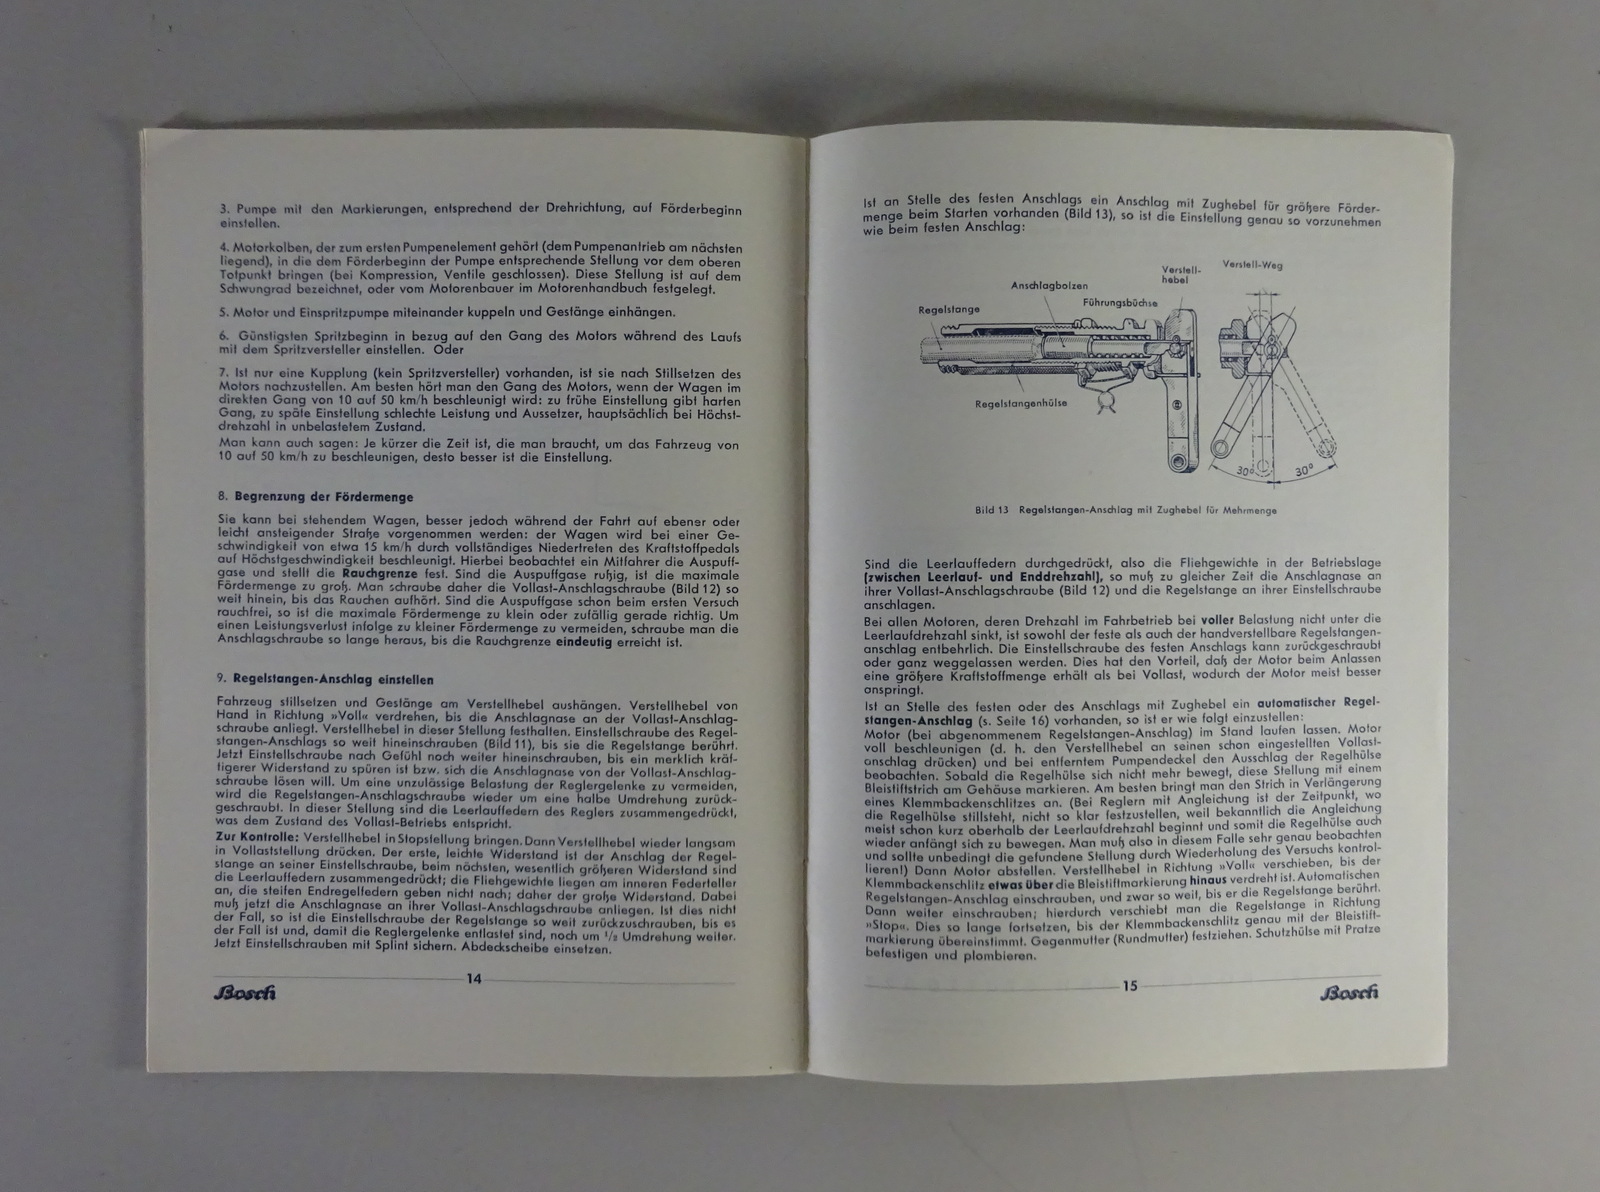 3. Pumpe mit den Markierungen, entsprechend der Drehrichtung, auf Förderbeginn
einstellen.
4. Motorkolben, der zum ersten Pumpenelement gehört (dem Pumpenantrieb am nächsten
liegend), in die dem Förderbeginn der Pumpe entsprechende Stellung vor dem oberen
Totpunkt bringen (bei Kompression, Ventile geschlossen). Diese Stellung ist auf dem
Schwungrad bezeichnet, oder vom Motorenbauer im Motorenhandbuch festgelegt.
5. Motor und Einspritzpumpe miteinander kuppeln und Gestänge einhängen.
6. Günstigsten Spritzbeginn in bezug auf den Gang des Motors während des Laufs
mit dem Spritzversteller einstellen. Oder
7. Ist nur eine Kupplung (kein Spritzversteller) vorhanden, ist sie nach Stillsetzen des
Motors nachzustellen. Am besten hört man den Gang des Motors, wenn der Wagen im
direkten Gang von 10 auf 50 km/h beschleunigt wird: zu frühe Einstellung gibt harten
Gang, zu späte Einstellung schlechte Leistung und Aussetzer, hauptsächlich bei Höchst-
drehzahl in unbelastetem Zustand.
Man kann auch sagen: Je kürzer die Zeit ist, die man braucht, um das Fahrzeug von
10 auf 50 km/h zu beschleunigen, desto besser ist die Einstellung.
8. Begrenzung der Fördermenge
Sie kann bei stehendem Wagen, besser jedoch während der Fahrt auf ebener oder
leicht ansteigender Straße vorgenommen werden: der Wagen wird bei einer Ge-
schwindigkeit von etwa 15 km/h durch vollständiges Niedertreten des Kraftstoffpedals
auf Höchstgeschwindigkeit beschleunigt. Hierbei beobachtet ein Mitfahrer die Auspuff-
gase und stellt die Rauchgrenze fest. Sind die Auspuffgase rußig, ist die maximale
Fördermenge zu groß. Man schraube daher die Vollast-Anschlagschraube (Bild 12) so
weit hinein, bis das Rauchen aufhört. Sind die Auspuffgase schon beim ersten Versuch
rauchfrei, so ist die maximale Fördermenge zu klein oder zufällig gerade richtig. Um
einen Leistungsverlust infolge zu kleiner Fördermenge zu vermeiden, schraube man die
Anschlagschraube so lange heraus, bis die Rauchgrenze eindeutig erreicht ist.
9. Regelstangen-Anschlag einstellen
Fahrzeug stillsetzen und Gestänge am Verstellhebel aushängen. Verstellhebel von
Hand in Richtung »Voll« verdrehen, bis die Anschlagnase an der Vollast-Anschlag-
schraube anliegt. Verstellhebel in dieser Stellung festhalten. Einstellschraube des Regel-
stangen-Anschlags so weit hineinschrauben (Bild 11), bis sie die Regelstange berührt.
Jetzt Einstellschraube nach Gefühl noch weiter hineinschrauben, bis ein merklich kräf-
tigerer Widerstand zu spüren ist bzw. sich die Anschlagnase von der Vollast-Anschlag-
schraube lösen will. Um eine unzulässige Belastung der Reglergelenke zu vermeiden,
wird die Regelstangen-Anschlagschraube wieder um eine halbe Umdrehung zurück-
geschraubt. In dieser Stellung sind die Leerlauffedern des Reglers zusammengedrückt,
was dem Zustand des Vollast-Betriebs entspricht.
Zur Kontrolle: Verstellhebel in Stopstellung bringen. Dann Verstellhebel wieder langsam
in Vollaststellung drücken. Der erste, leichte Widerstand ist der Anschlag der Regel-
stange an seiner Einstellschraube, beim nächsten, wesentlich größeren Widerstand sind
die Leerlauffedern zusammengedrückt; die Fliehgewichte liegen am inneren Federteller
an, die steifen Endregelfedern geben nicht nach; daher der große Widerstand. Dabei
muß jetzt die Anschlagnase an ihrer Vollast-Anschlagschraube anliegen. Ist dies nicht
der Fall, so ist die Einstellschraube der Regelstange so weit zurückzuschrauben, bis es
der Fall ist und, damit die Reglergelenke entlastet sind, noch um 1/2 Umdrehung weiter.
Jetzt Einstellschrauben mit Splint sichern. Abdeckscheibe einsetzen.
14
Bosch
Ist an Stelle des festen Anschlags ein Anschlag mit Zughebel für größere Förder-
menge beim Starten vorhanden (Bild 13), so ist die Einstellung genau so vorzunehmen
wie beim festen Anschlag:
Verstell-
hebel
Verstell-Weg
Anschlagbolzen
Führungsbüchse
Regelstange
Regelstangenhülse
30°
30°
Bild 13 Regelstangen-Anschlag mit Zughebel für Mehrmenge
Sind die Leerlauffedern durchgedrückt, also die Fliehgewichte in der Betriebslage
(zwischen Leerlauf- und Enddrehzahl), so muß zu gleicher Zeit die Anschlagnase an
ihrer Vollast-Anschlagschraube (Bild 12) und die Regelstange an ihrer Einstellschraube
anschlagen.
Bei allen Motoren, deren Drehzahl im Fahrbetrieb bei voller Belastung nicht unter die
Leerlaufdrehzahl sinkt, ist sowohl der feste als auch der handverstellbare Regelstangen-
anschlag entbehrlich. Die Einstellschraube des festen Anschlags kann zurückgeschraubt
oder ganz weggelassen werden. Dies hat den Vorteil, daß der Motor beim Anlassen
eine größere Kraftstoffmenge erhält als bei Vollast, wodurch der Motor meist besser
anspringt.
Ist an Stelle des festen oder des Anschlags mit Zughebel ein automatischer Regel-
stangen-Anschlag (s. Seite 16) vorhanden, so ist er wie folgt einzustellen:
Motor (bei abgenommenem Regelstangen-Anschlag) im Stand laufen lassen. Motor
voll beschleunigen (d. h. den Verstellhebel an seinen schon eingestellten Vollast-
anschlag drücken) und bei entferntem Pumpendeckel den Ausschlag der Regelhülse
beobachten. Sobald die Regelhülse sich nicht mehr bewegt, diese Stellung mit einem
Bleistiftstrich am Gehäuse markieren. Am besten bringt man den Strich in Verlängerung
eines Klemmbackenschlitzes an. (Bei Reglern mit Angleichung ist der Zeitpunkt, wo
die Regelhülse stillsteht, nicht so klar festzustellen, weil bekanntlich die Angleichung
meist schon kurz oberhalb der Leerlaufdrehzahl beginnt und somit die Regelhülse auch
wieder anfängt sich zu bewegen. Man muß also in diesem Falle sehr genau beobachten
und sollte unbedingt die gefundene Stellung durch Wiederholung des Versuchs kontrol-
lieren!) Dann Motor abstellen. Verstellhebel in Richtung »Voll« verschieben, bis der
Klemmbackenschlitz etwas über die Bleistiftmarkierung hinaus verdreht ist. Automatischen
Regelstangen-Anschlag einschrauben, und zwar so weit, bis er die Regelstange berührt.
Dann weiter einschrauben; hierdurch verschiebt man die Regelstange in Richtung
»Stop«. Dies so lange fortsetzen, bis der Klemmbackenschlitz genau mit der Bleistift-
markierung übereinstimmt. Gegenmutter (Rundmutter) festziehen. Schutzhülse mit Pratze
befestigen und plombieren.
15
Bosch